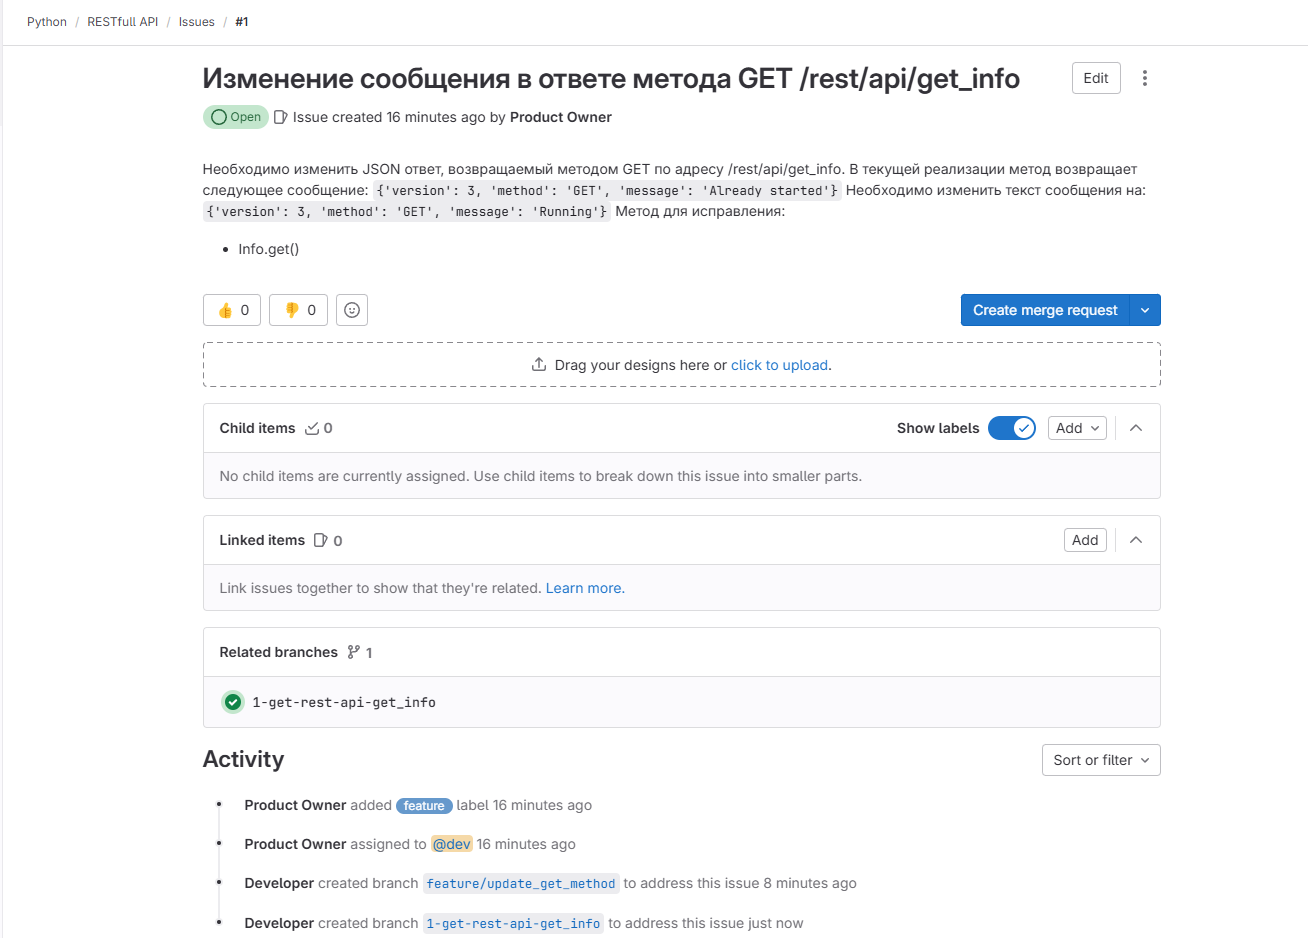 Python / RESTfull API / Issues / #1
Изменение сообщения в ответе метода GET /rest/api/get_info
Edit
Open Issue created 16 minutes ago by Product Owner
Необходимо изменить JSON ответ, возвращаемый методом GET по адресу /rest/api/get_info. В текущей реализации метод возвращает
следующее сообщение: {'version': 3, 'method': 'GET', 'message': 'Already started'} Необходимо изменить текст сообщения на:
{'version': 3, 'method': 'GET', 'message': 'Running'} Метод для исправления:
• Info.get()
👍 0 👎 0
Create merge request
Drag your designs here or click to upload.
Child items 0
Show labels Add
No child items are currently assigned. Use child items to break down this issue into smaller parts.
Linked items 0
Add
Link issues together to show that they're related. Learn more.
Related branches 1
1-get-rest-api-get_info
Activity
Sort or filter
Product Owner added feature label 16 minutes ago
Product Owner assigned to @dev 16 minutes ago
Developer created branch feature/update_get_method to address this issue 8 minutes ago
Developer created branch 1-get-rest-api-get_info to address this issue just now